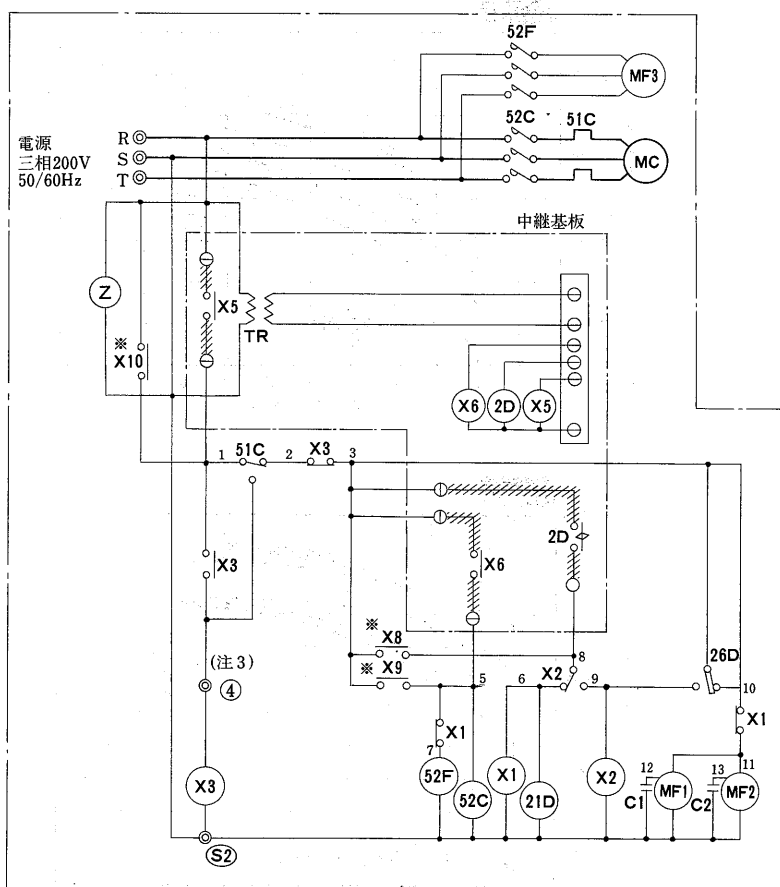 52F
MF3
52C
51C
電源
三相200V
50/60Hz
R
S
T
MC
中継基板
Z
X5
TR
※
X10
X6
2D
X5
1
51C
2
X3
3
2D
X3
X6
※
X8
※
X9
8
26D
(注3)
④
5
6
X2
9
10
X1
X1
7
X3
52F
52C
X1
21D
X2
12
13
11
MF1
MF2
C1
C2
S2